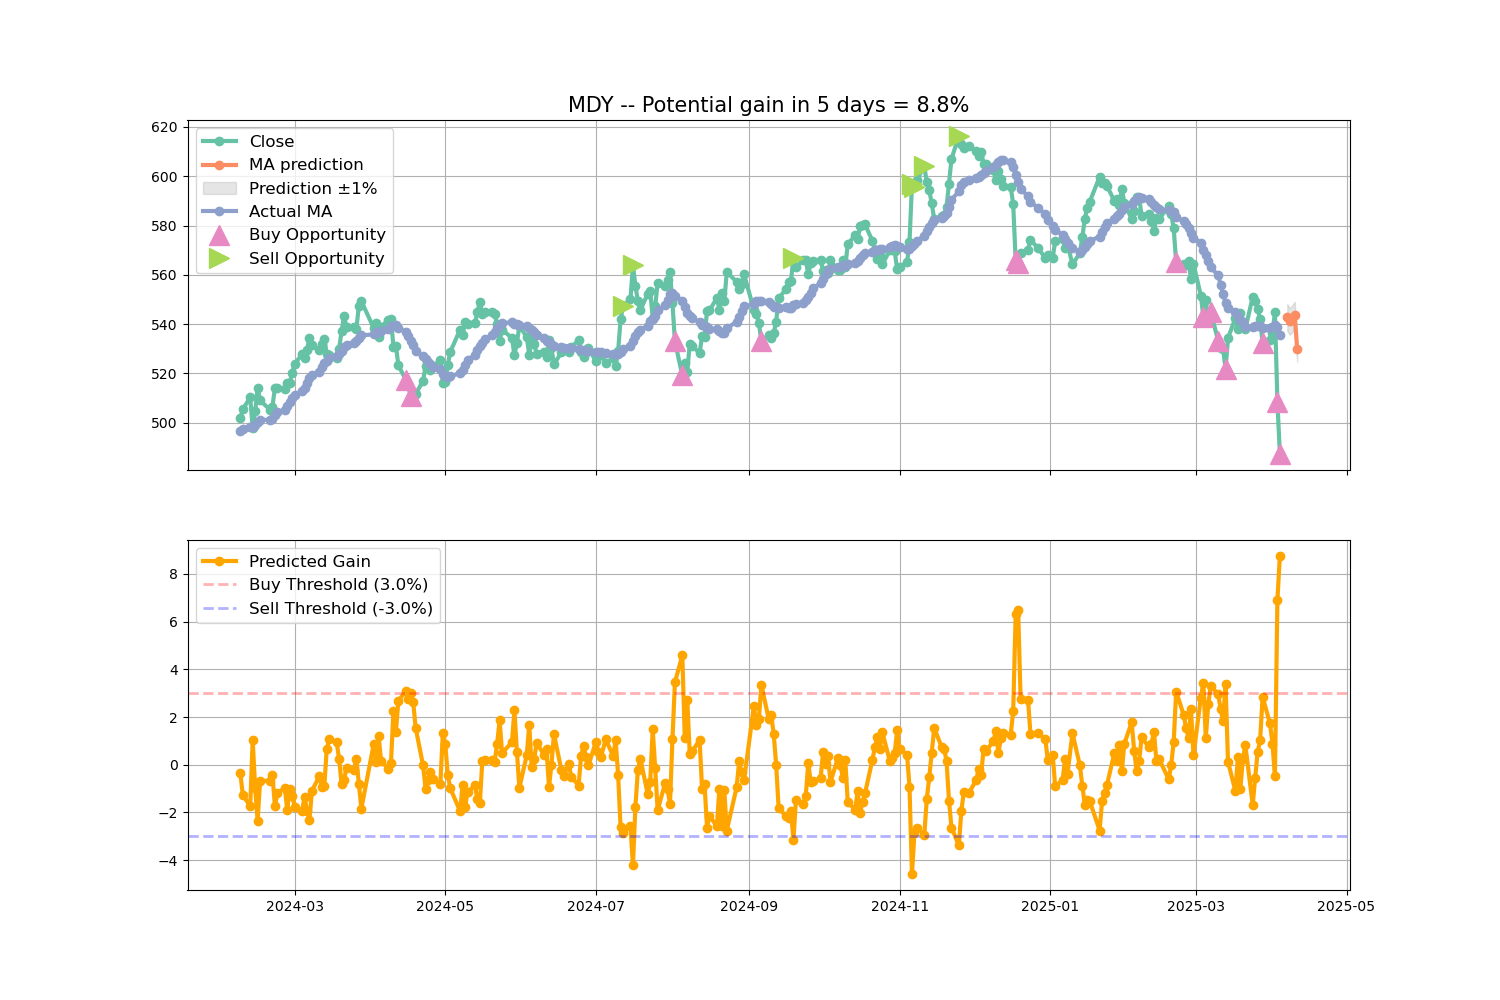 MDY -- Potential gain in 5 days = 8.8%
620
600
580
560
540
520
500
Close
MA prediction
Prediction ±1%
Actual MA
Buy Opportunity
Sell Opportunity
8
6
4
2
0
−2
−4
Predicted Gain
Buy Threshold (3.0%)
Sell Threshold (-3.0%)
2024-03
2024-05
2024-07
2024-09
2024-11
2025-01
2025-03
2025-05